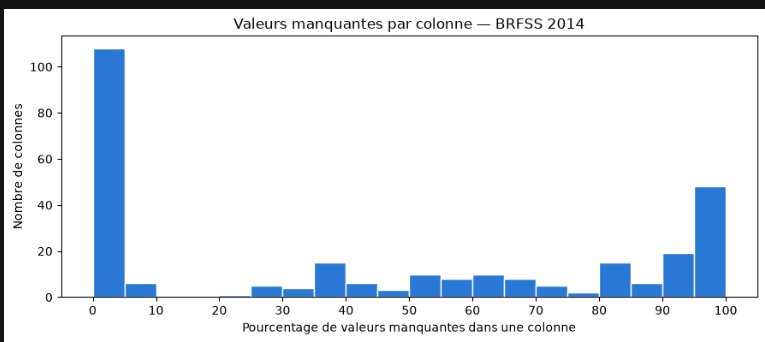 Valeurs manquantes par colonne — BRFSS 2014
Nombre de colonnes
100
80
60
40
20
0
0 10 20 30 40 50 60 70 80 90 100
Pourcentage de valeurs manquantes dans une colonne